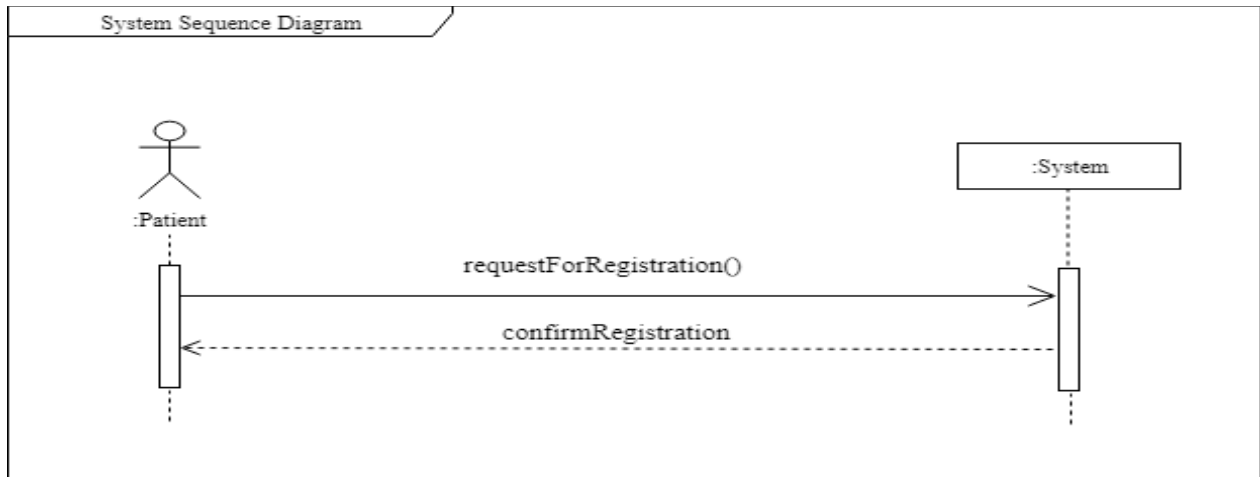 System Sequence Diagram
:System
:Patient
requestForRegistration()
confirmRegistration